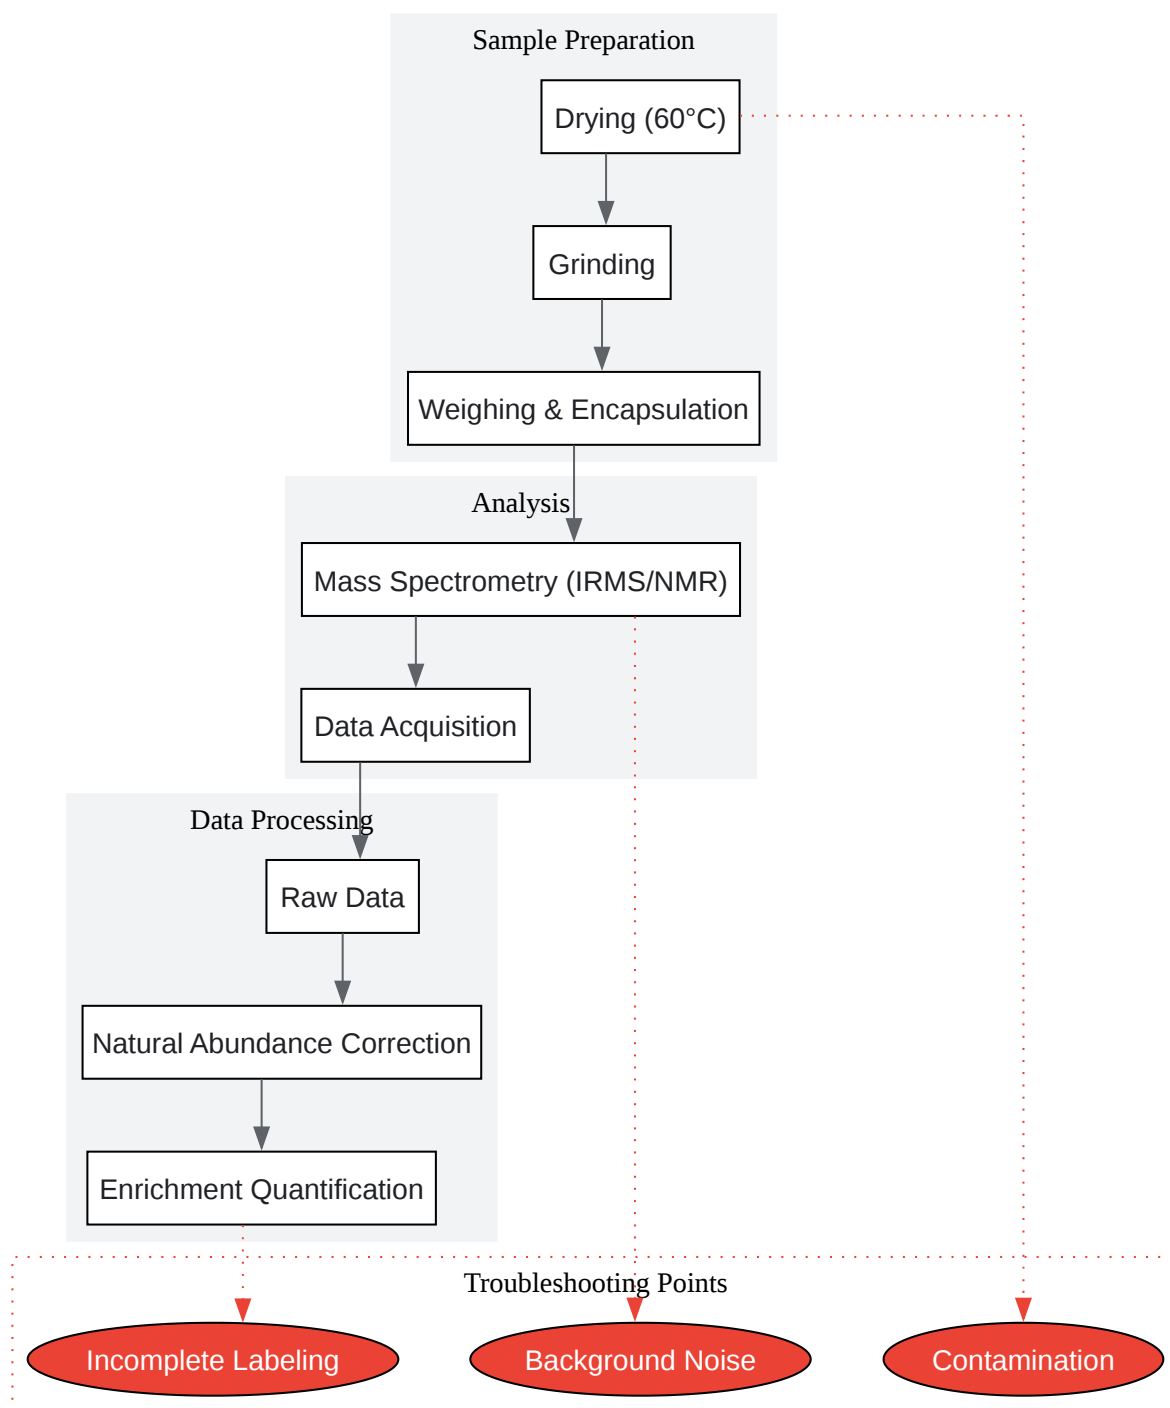 Sample Preparation
Drying (60°C)
Grinding
Weighing & Encapsulation
Analysis
Mass Spectrometry (IRMS/NMR)
Data Acquisition
Data Processing
Raw Data
Natural Abundance Correction
Enrichment Quantification
Troubleshooting Points
Incomplete Labeling
Background Noise
Contamination